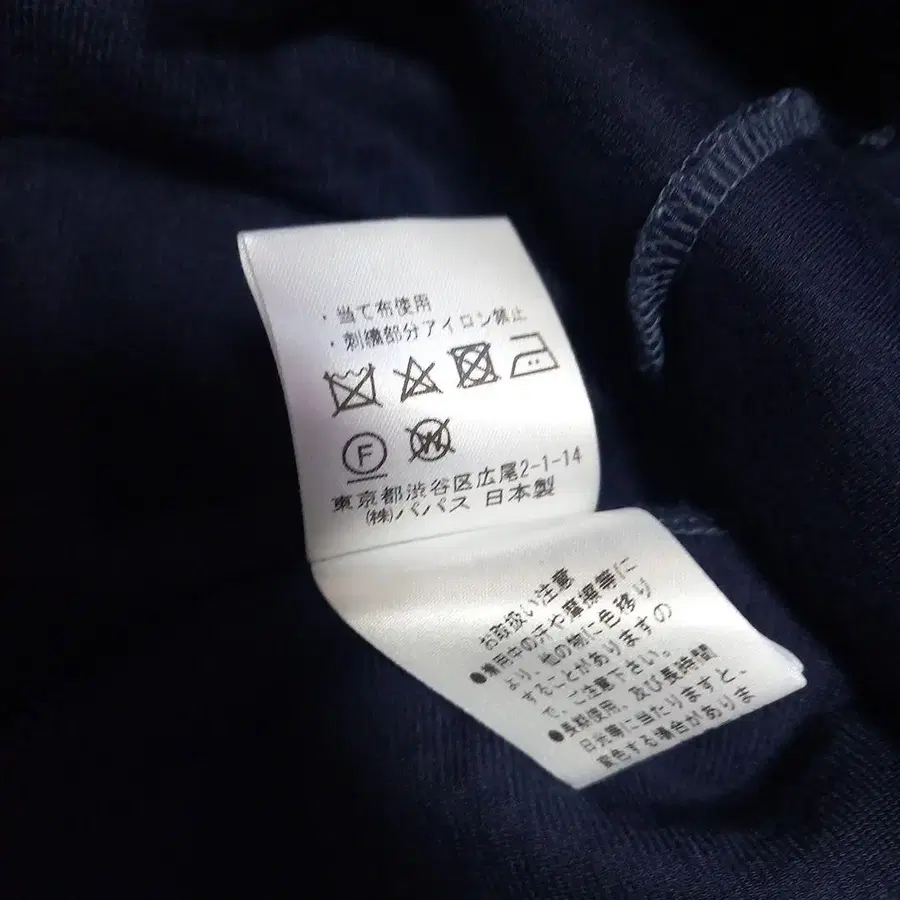 ・当て布使用
・刺繍部分アイロン禁止
F W
東京都渋谷区広尾2-1-14
(株)パパス 日本製
お取扱い注意
●着用中の汗や摩擦等に
より、他の物に色移り
することがありますの
で、ご注意下さい。
●長期使用、及び長時間
日光等に当たりますと、
変色する場合がありま